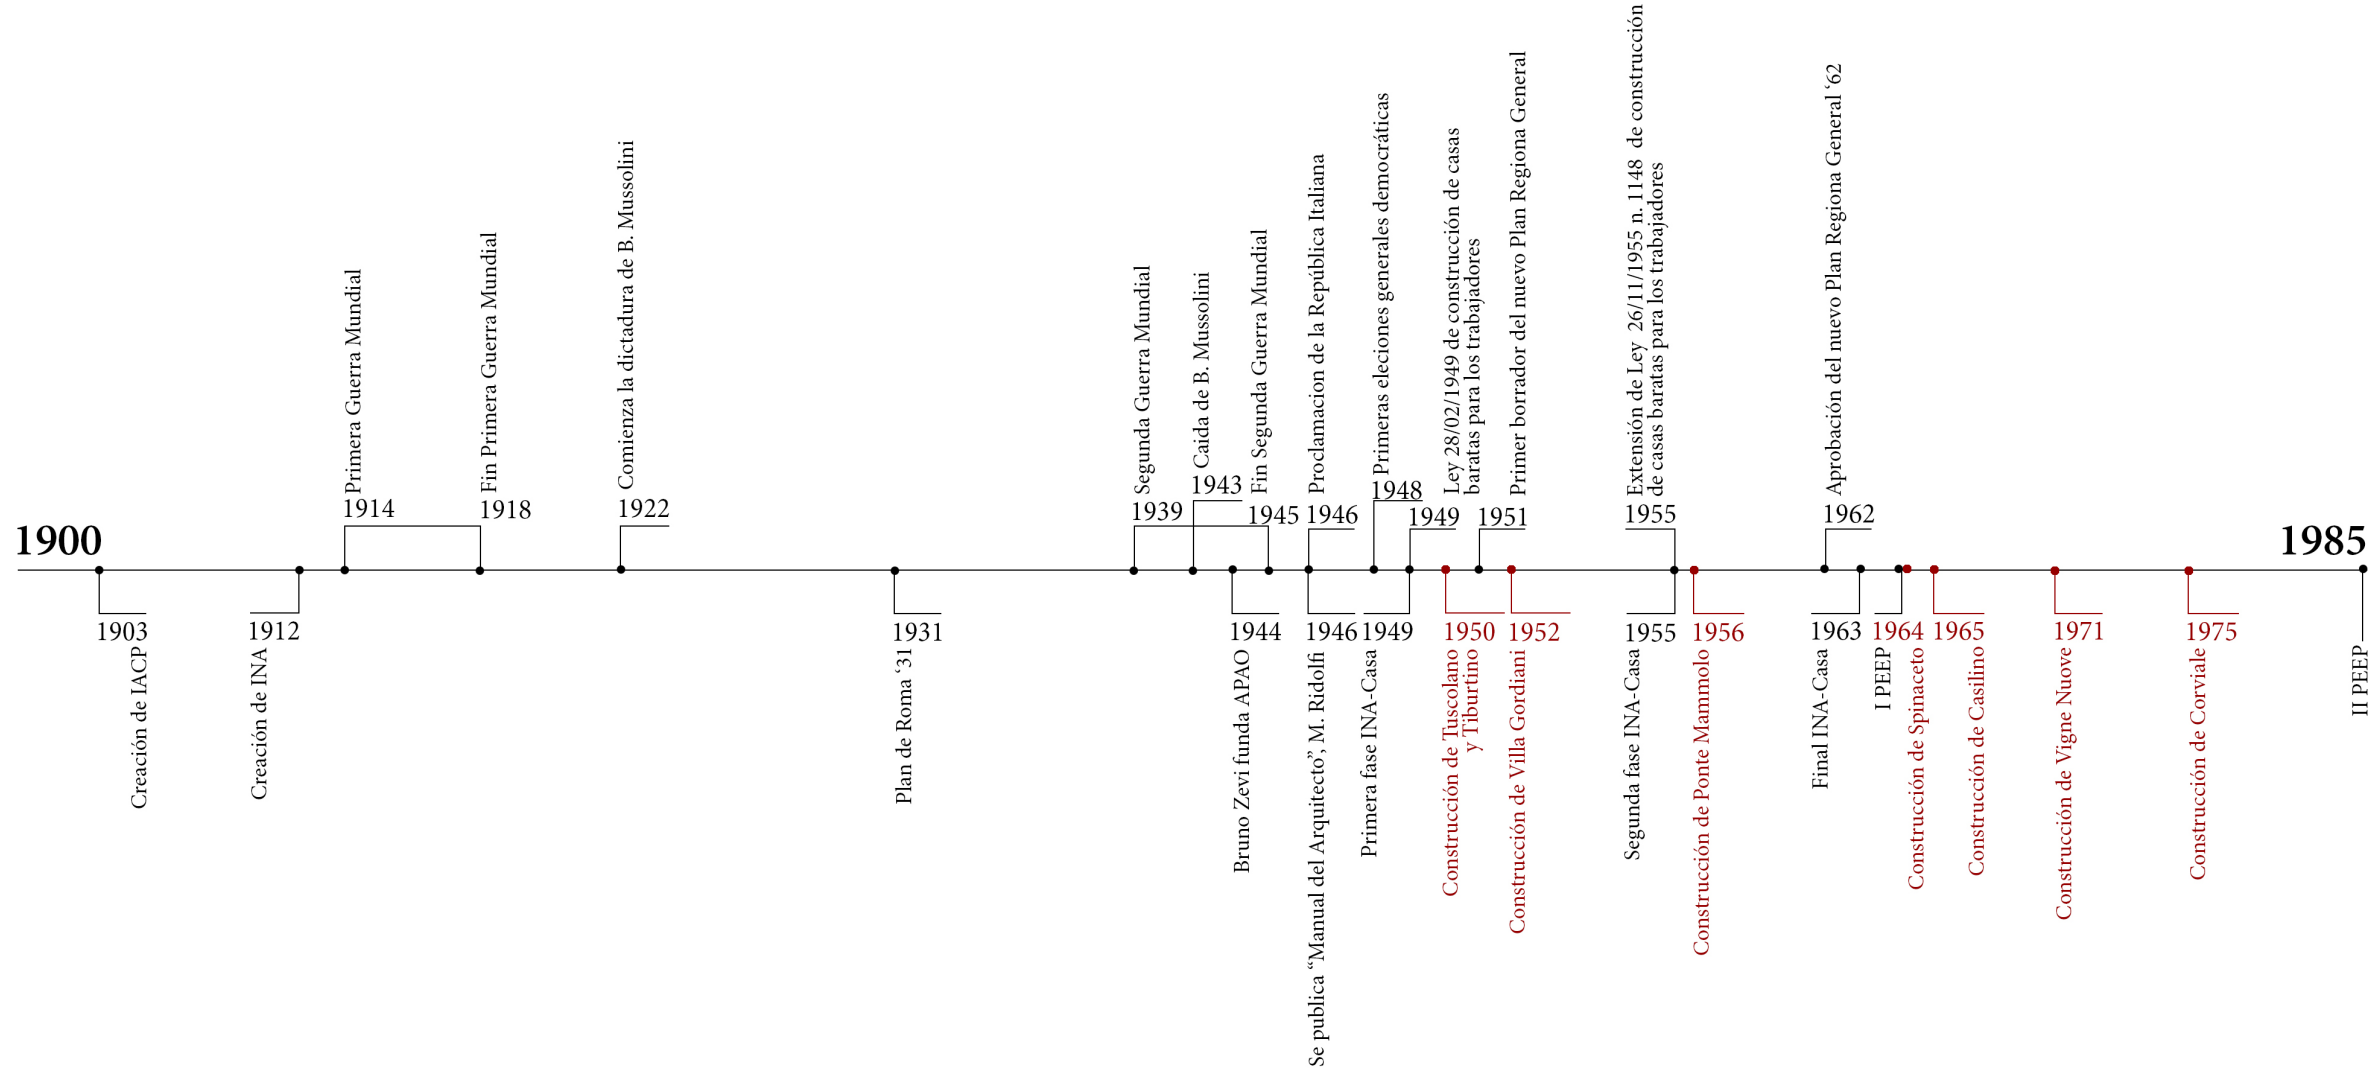 1900
1985
1914
Primera Guerra Mundial
1918
Fin Primera Guerra Mundial
1922
Comienza la dictadura de B. Mussolini
1939
Segunda Guerra Mundial
1943
Caida de B. Mussolini
1945
Fin Segunda Guerra Mundial
1946
Proclamacion de la República Italiana
1948
Primeras eleciones generales democráticas
1949
Ley 28/02/1949 de construcción de casas
baratas para los trabajadores
1951
Primer borrador del nuevo Plan Regiona General
1955
Extensión de Ley 26/11/1955 n. 1148 de construcción
de casas baratas para los trabajadores
1962
Aprobación del nuevo Plan Regiona General ‘62
1903
Creación de IACP
1912
Creación de INA
1931
Plan de Roma ‘31
1944
Bruno Zevi funda APAO
1946
Se publica “Manual del Arquitecto”, M. Ridolfi
1949
Primera fase INA-Casa
1950
Construcción de Tuscolano
y Tiburtino
1952
Construcción de Villa Gordiani
1955
Segunda fase INA-Casa
1956
Construcción de Ponte Mammolo
1963
Final INA-Casa
1964
I PEEP
Construcción de Spinaceto
1965
Construcción de Casilino
1971
Construcción de Vigne Nuove
1975
Construcción de Corviale
II PEEP